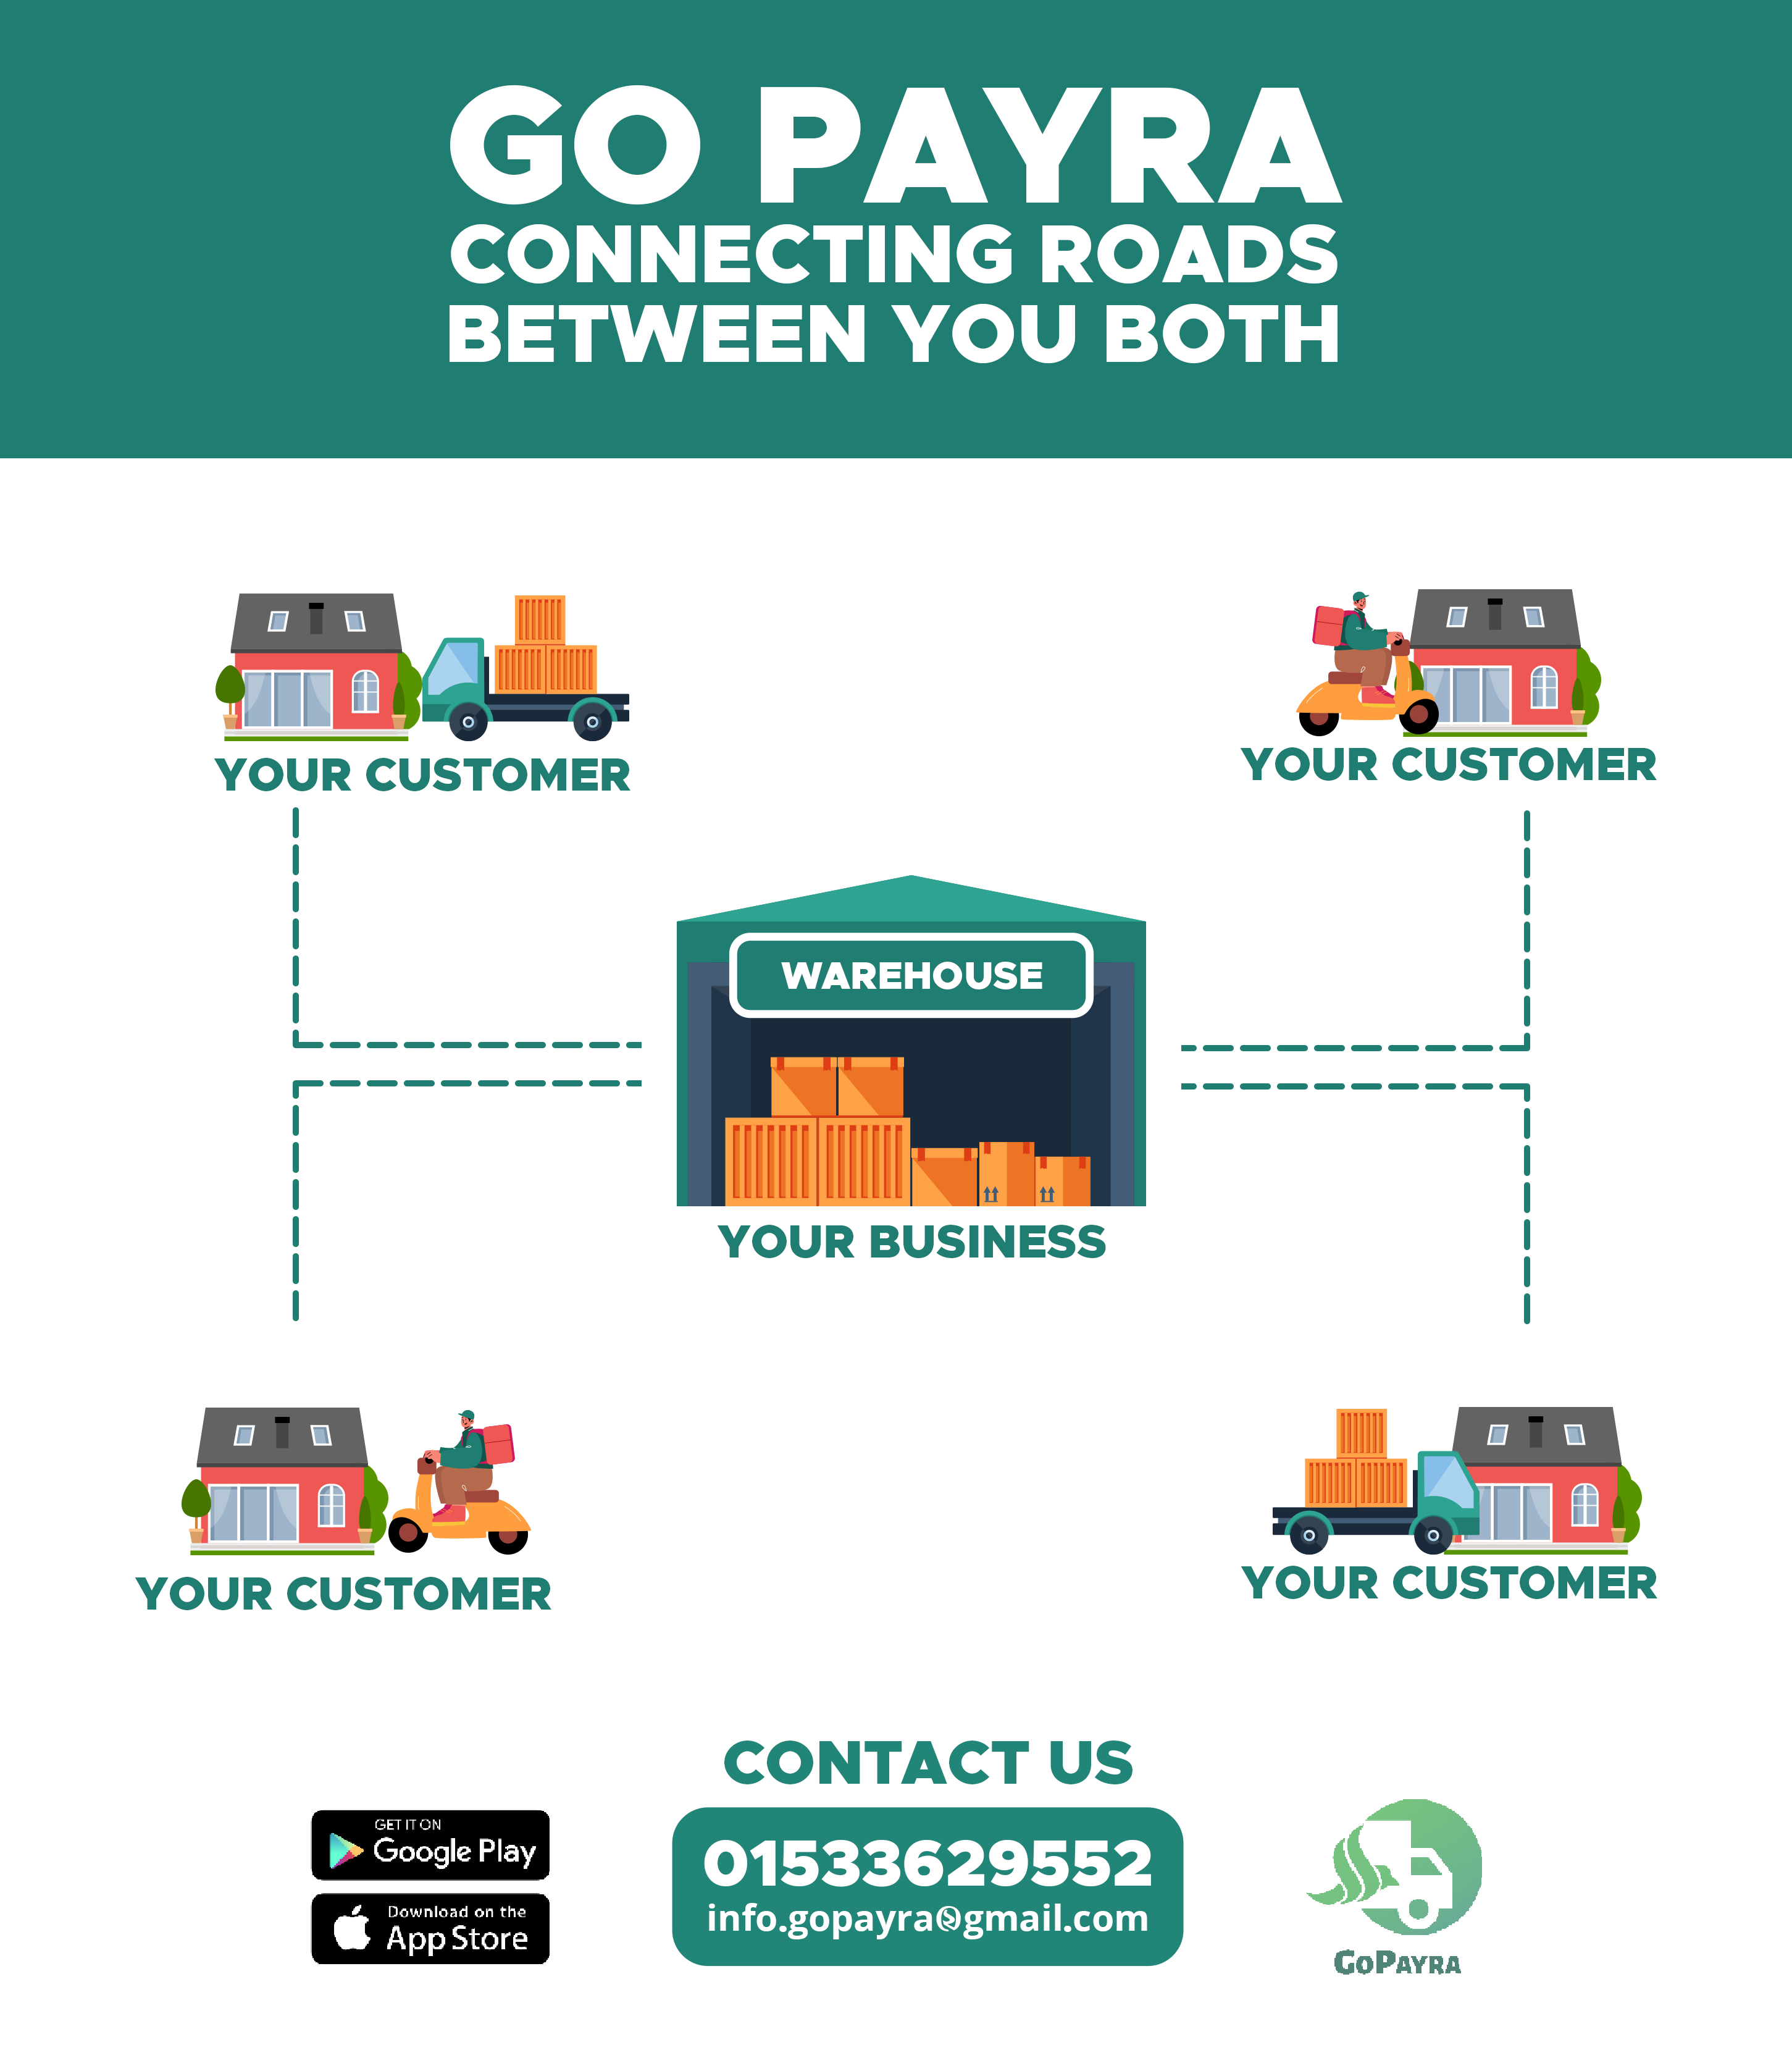 GO PAYRA
CONNECTING ROADS
BETWEEN YOU BOTH
YOUR CUSTOMER
YOUR CUSTOMER
WAREHOUSE
YOUR BUSINESS
YOUR CUSTOMER
YOUR CUSTOMER
CONTACT US
GET IT ON
Google Play
Download on the
App Store
01533629552
info.gopayra@gmail.com
GOPAYRA